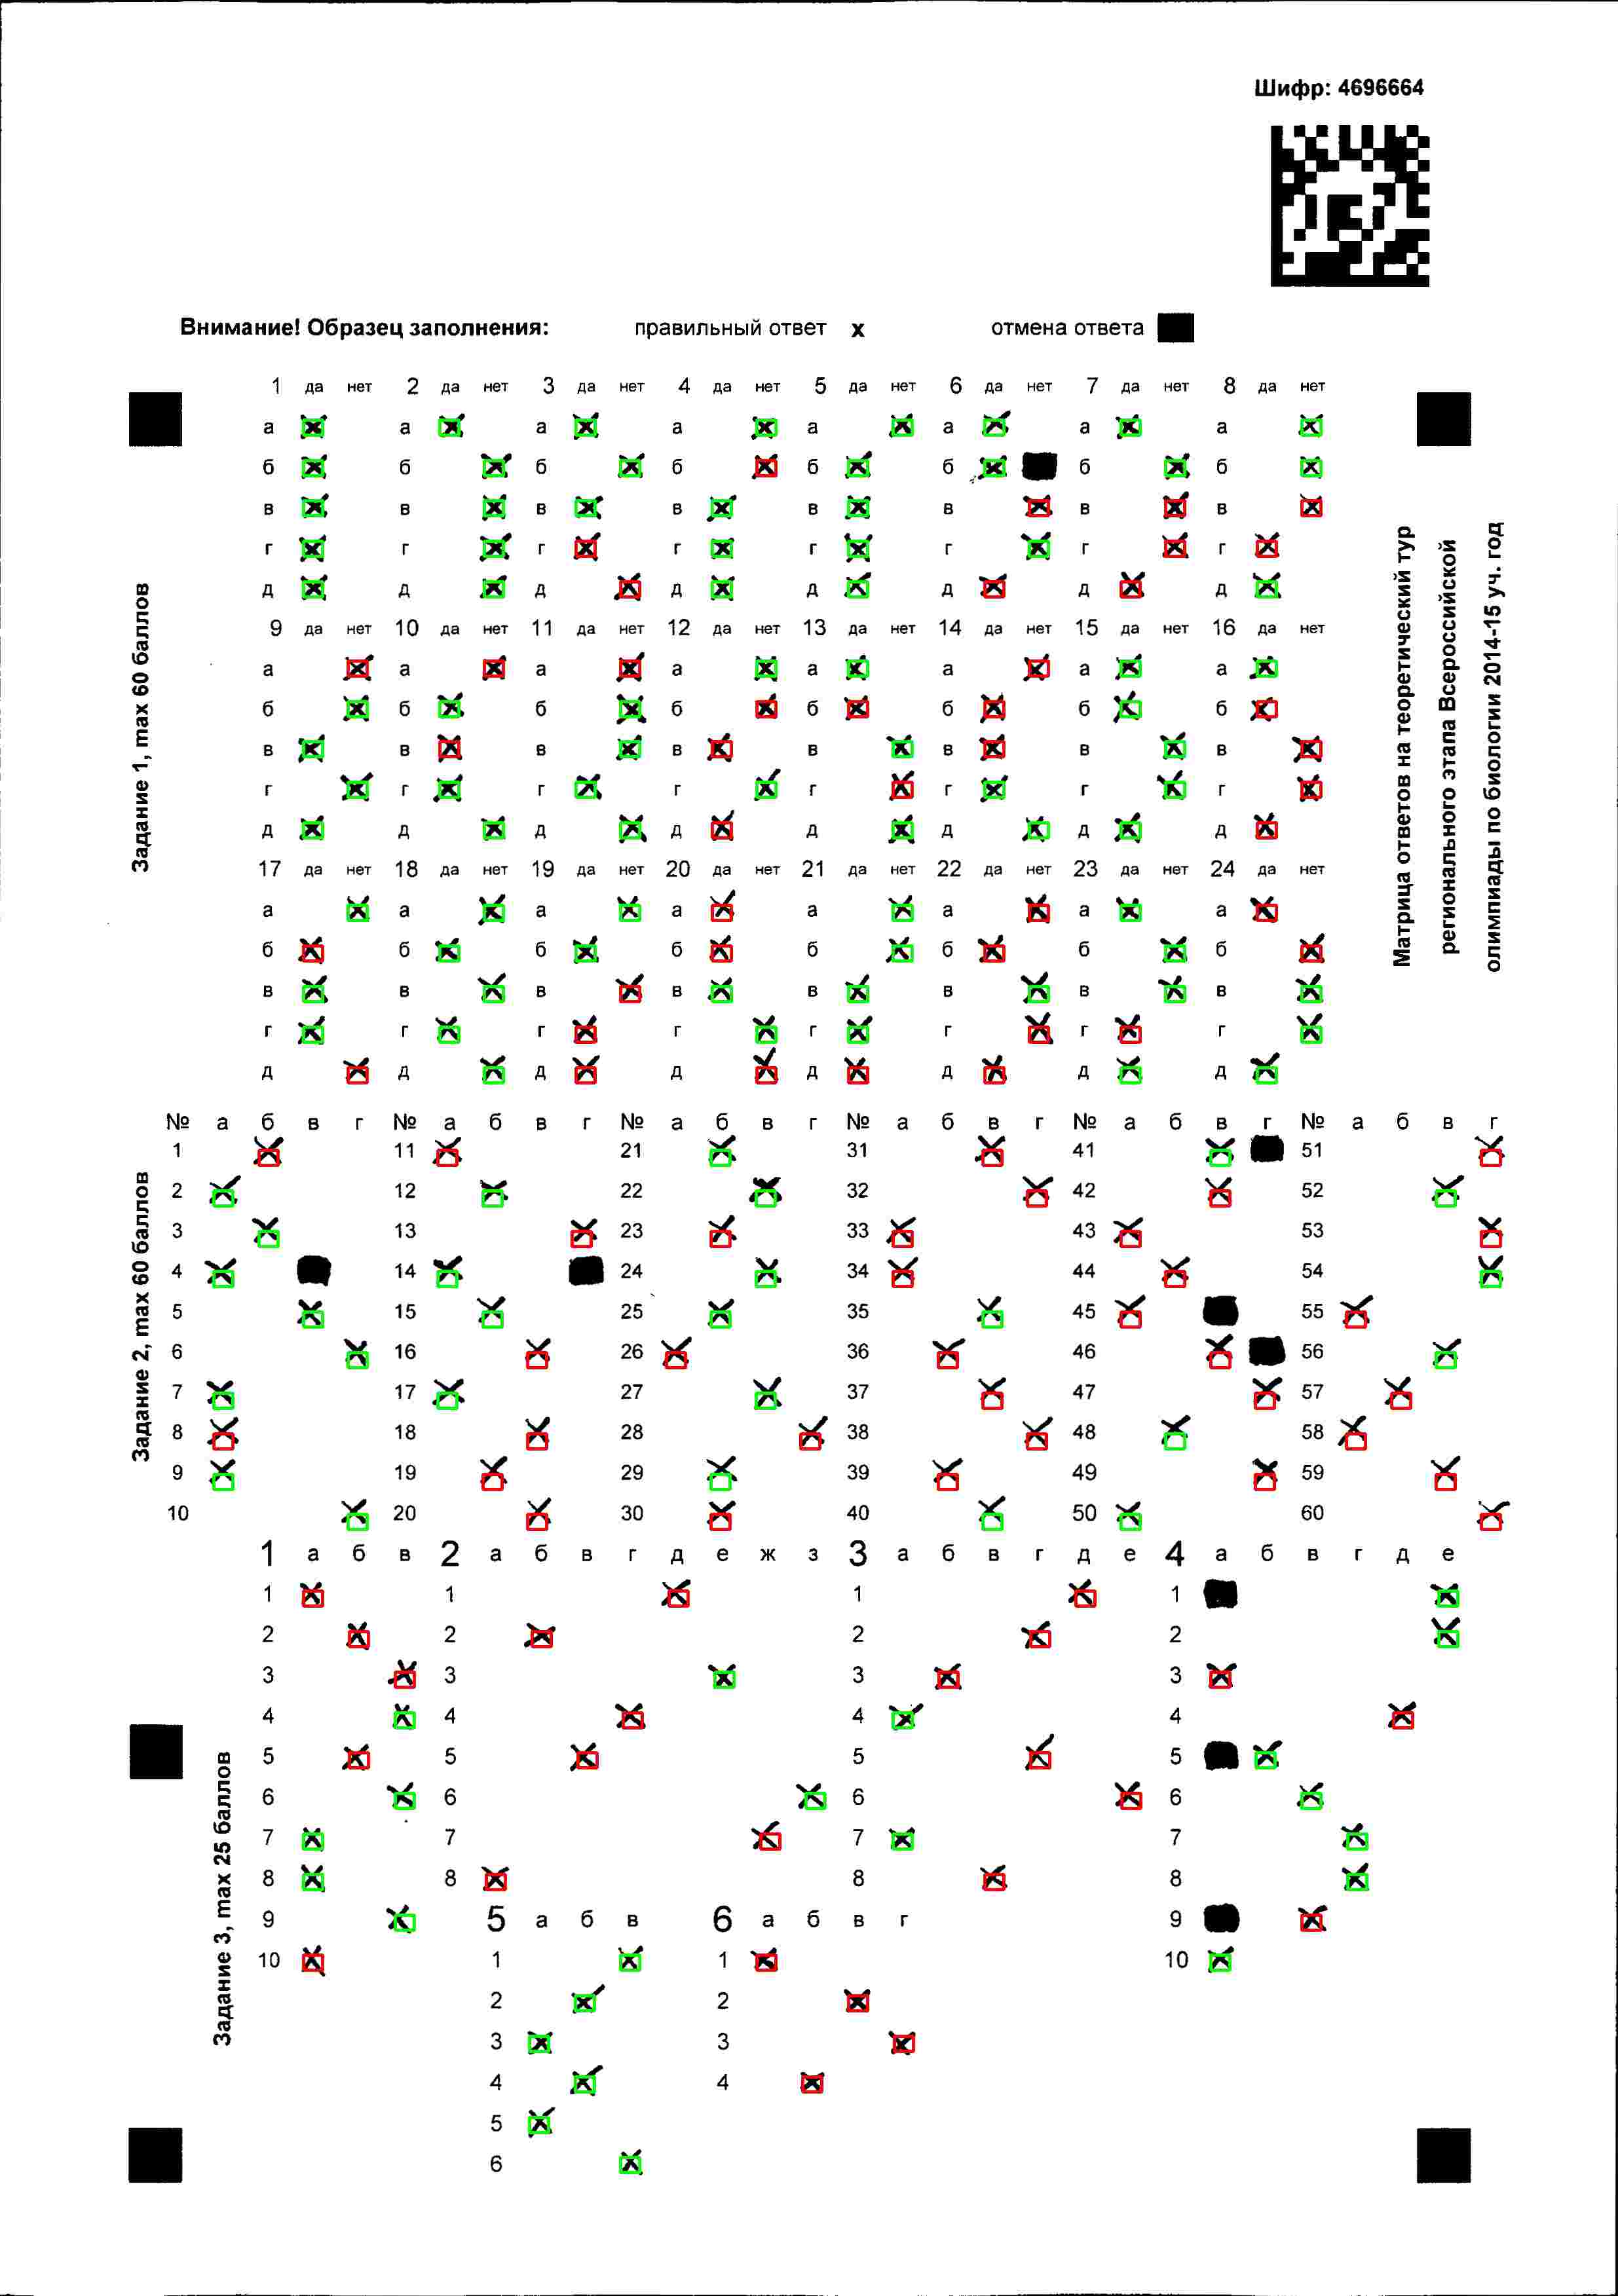 Шифр: 4696664
Внимание! Образец заполнения: правильный ответ x отмена ответа
Задание 1, max 60 баллов
1 да нет 2 да нет 3 да нет 4 да нет 5 да нет 6 да нет 7 да нет 8 да нет
а а а а а а а а
б б б б б б б б
в в в в в в в в
г г г г г г г г
д д д д д д д д
9 да нет 10 да нет 11 да нет 12 да нет 13 да нет 14 да нет 15 да нет 16 да нет
а а а а а а а а
б б б б б б б б
в в в в в в в в
г г г г г г г г
д д д д д д д д
17 да нет 18 да нет 19 да нет 20 да нет 21 да нет 22 да нет 23 да нет 24 да нет
а а а а а а а а
б б б б б б б б
в в в в в в в в
г г г г г г г г
д д д д д д д д
Матрица ответов на теоретический тур
регионального этапа Всероссийской
олимпиады по биологии 2014-15 уч. год
Задание 2, max 60 баллов
№ а б в г № а б в г № а б в г № а б в г № а б в г № а б в г
1 11 21 31 41 51
2 12 22 32 42 52
3 13 23 33 43 53
4 14 24 34 44 54
5 15 25 35 45 55
6 16 26 36 46 56
7 17 27 37 47 57
8 18 28 38 48 58
9 19 29 39 49 59
10 20 30 40 50 60
Задание 3, max 25 баллов
1 а б в 2 а б в г д е ж з 3 а б в г д е 4 а б в г д е
1 1 1 1
2 2 2 2
3 3 3 3
4 4 4 4
5 5 5 5
6 6 6 6
7 7 7 7
8 8 8 8
9 5 а б в 6 а б в г 9
10 1 1 10
2 2
3 3
4 4
5
6